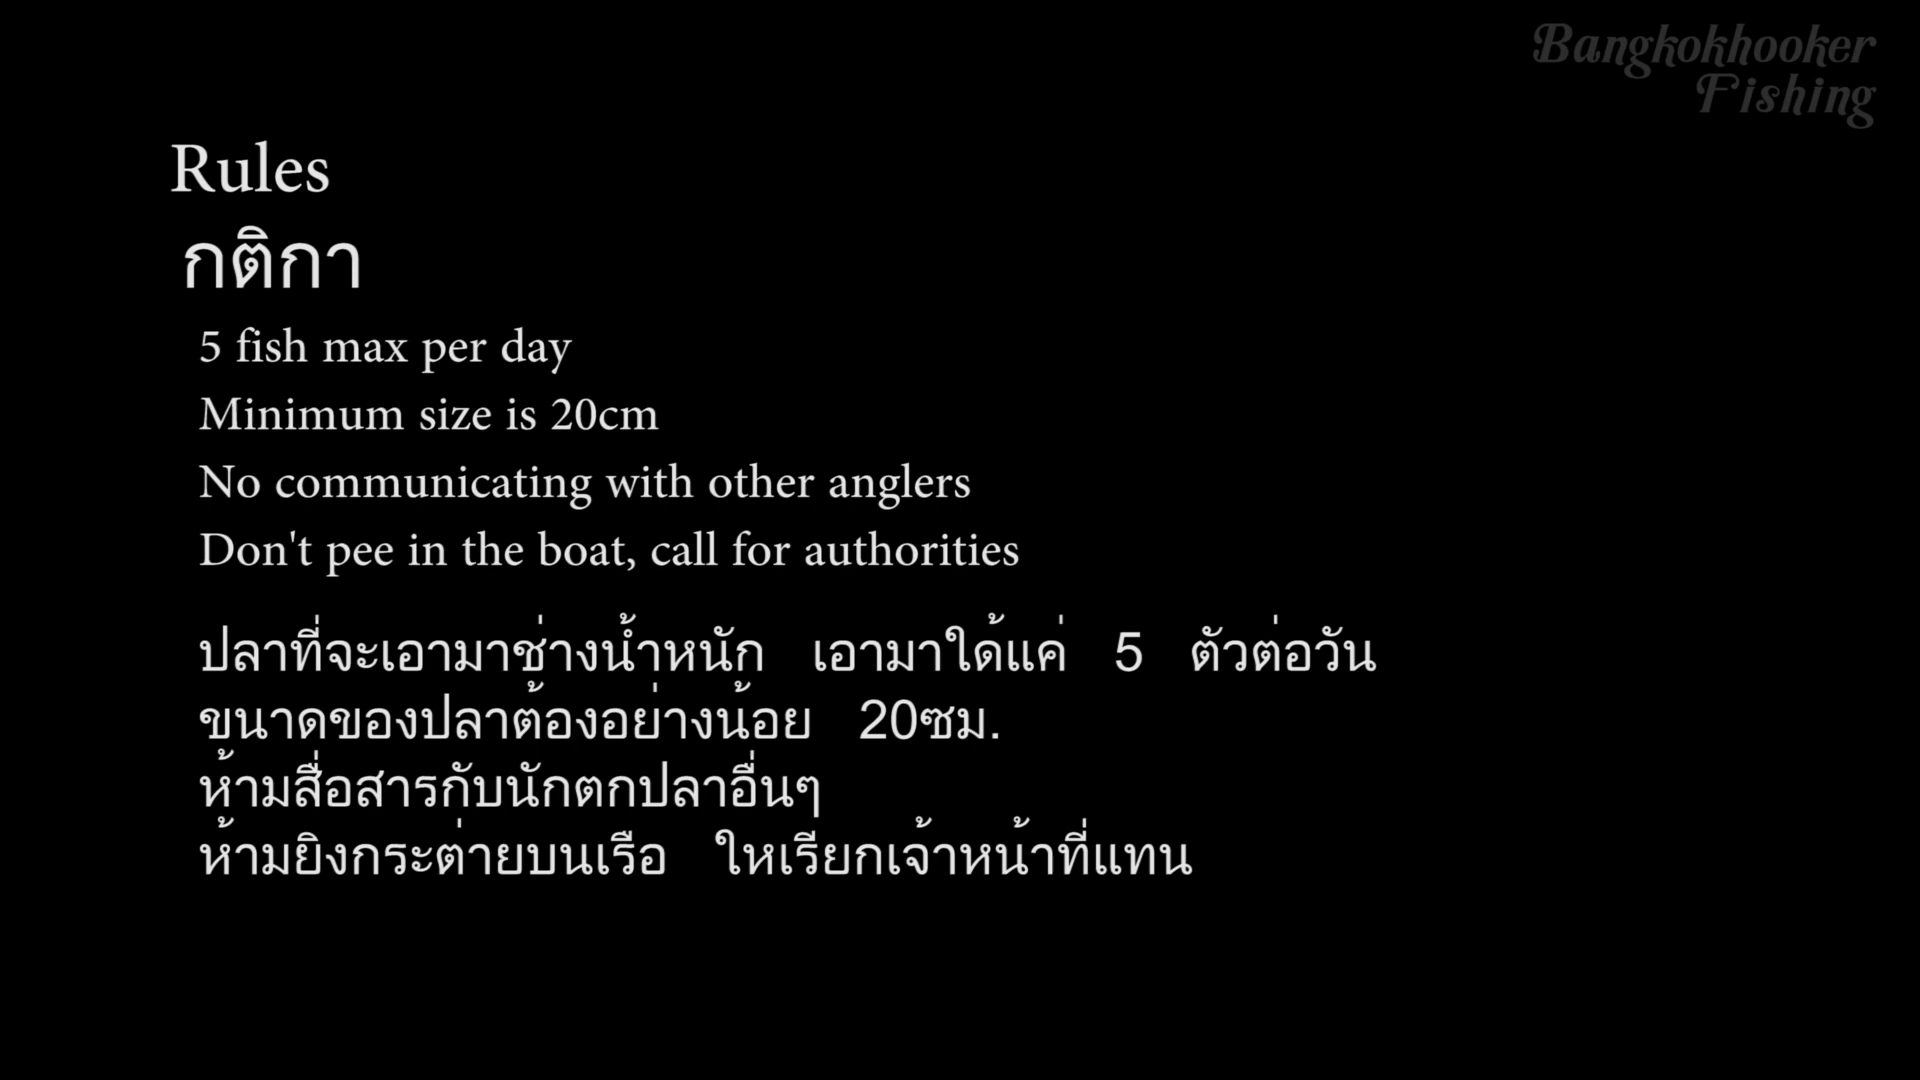 Bangkokhooker
Fishing
Rules
กติกา
5 fish max per day
Minimum size is 20cm
No communicating with other anglers
Don't pee in the boat, call for authorities
ปลาที่จะเอามาช่างน้ำหนัก เอามาใด้แค่ 5 ตัวต่อวัน
ขนาดของปลาต้องอย่างน้อย 20ซม.
ห้ามสื่อสารกับนักตกปลาอื่นๆ
ห้ามยิงกระต่ายบนเรือ ใหเรียกเจ้าหน้าที่แทน